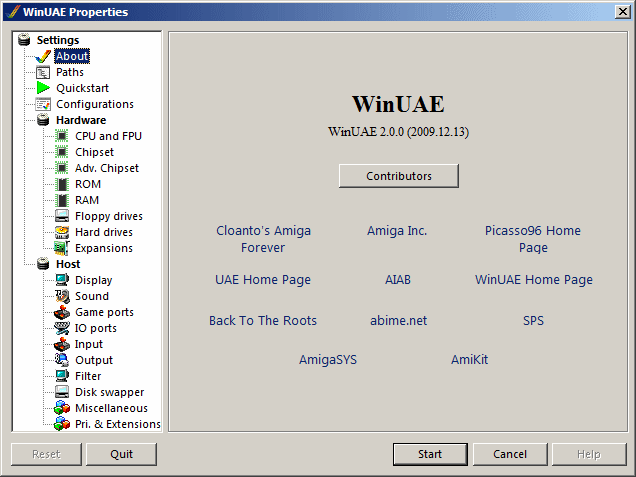 WinUAE Properties
Settings
About
Paths
Quickstart
Configurations
Hardware
CPU and FPU
Chipset
Adv. Chipset
ROM
RAM
Floppy drives
Hard drives
Expansions
Host
Display
Sound
Game ports
IO ports
Input
Output
Filter
Disk swapper
Miscellaneous
Pri. & Extensions
WinUAE
WinUAE 2.0.0 (2009.12.13)
Contributors
Cloanto's Amiga
Forever
Amiga Inc.
Picasso96 Home
Page
UAE Home Page
AIAB
WinUAE Home Page
Back To The Roots
abime.net
SPS
AmigaSYS
AmiKit
Reset
Quit
Start
Cancel
Help